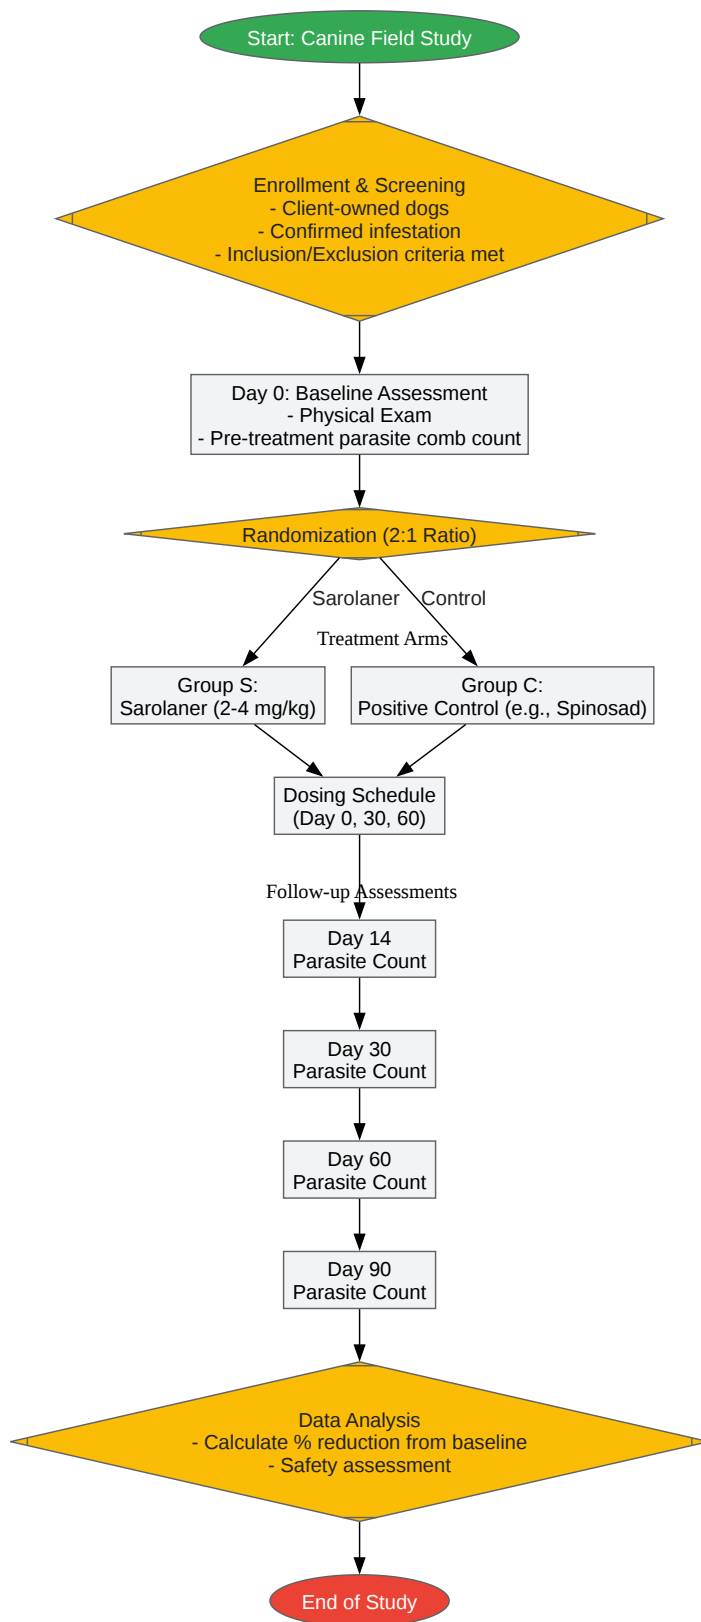 Start: Canine Field Study
Enrollment & Screening
- Client-owned dogs
- Confirmed infestation
- Inclusion/Exclusion criteria met
Day 0: Baseline Assessment
- Physical Exam
- Pre-treatment parasite comb count
Randomization (2:1 Ratio)
Sarolaner
Control
Treatment Arms
Group S:
Sarolaner (2-4 mg/kg)
Group C:
Positive Control (e.g., Spinosad)
Dosing Schedule
(Day 0, 30, 60)
Follow-up Assessments
Day 14
Parasite Count
Day 30
Parasite Count
Day 60
Parasite Count
Day 90
Parasite Count
Data Analysis
- Calculate % reduction from baseline
- Safety assessment
End of Study